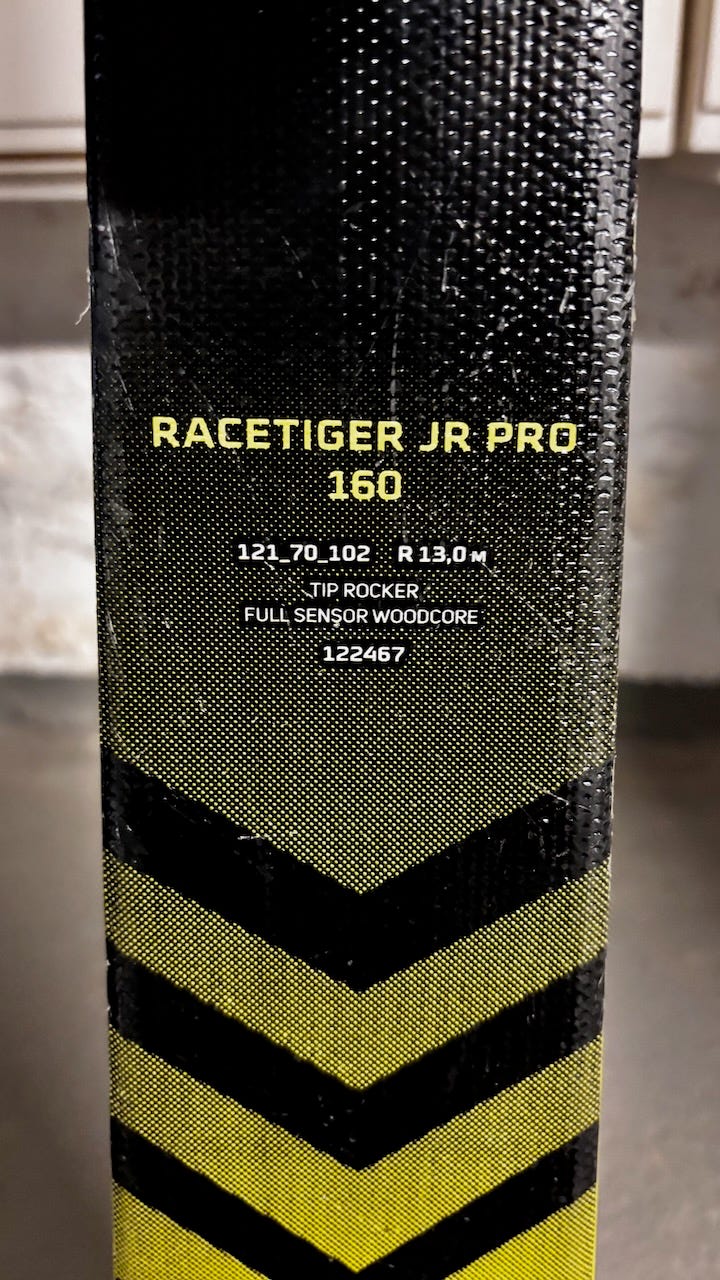 RACETIGER JR PRO
160
121_70_102 R 13,0 M
TIP ROCKER
FULL SENSOR WOODCORE
122467